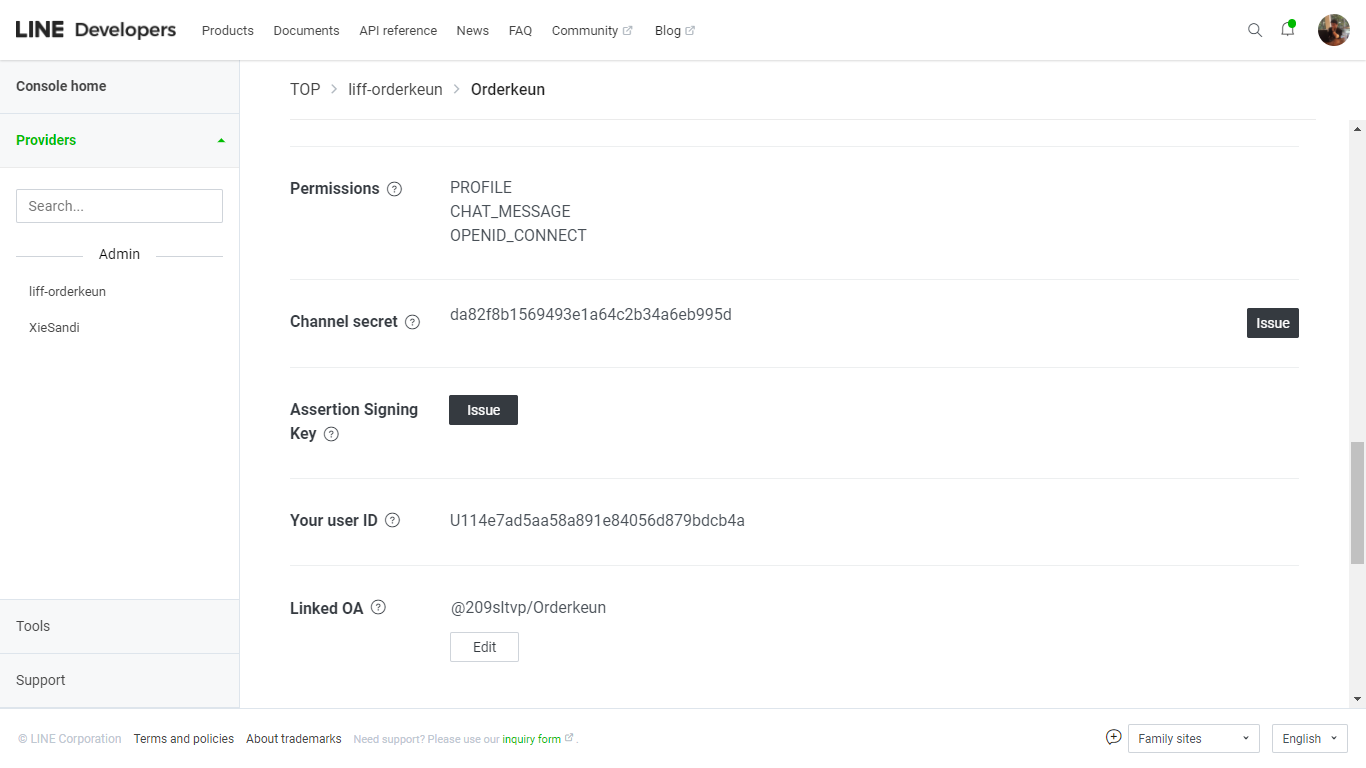 LINE Developers Products Documents API reference News FAQ Community Blog
Console home
Providers
Search...
Admin
liff-orderkeun
XieSandi
Tools
Support
TOP > liff-orderkeun > Orderkeun
Permissions ?
PROFILE
CHAT_MESSAGE
OPENID_CONNECT
Channel secret ? da82f8b1569493e1a64c2b34a6eb995d Issue
Assertion Signing
Key ?
Issue
Your user ID ? U114e7ad5aa58a891e84056d879bdcb4a
Linked OA ? @209sltvp/Orderkeun
Edit
© LINE Corporation Terms and policies About trademarks Need support? Please use our inquiry form . Family sites English